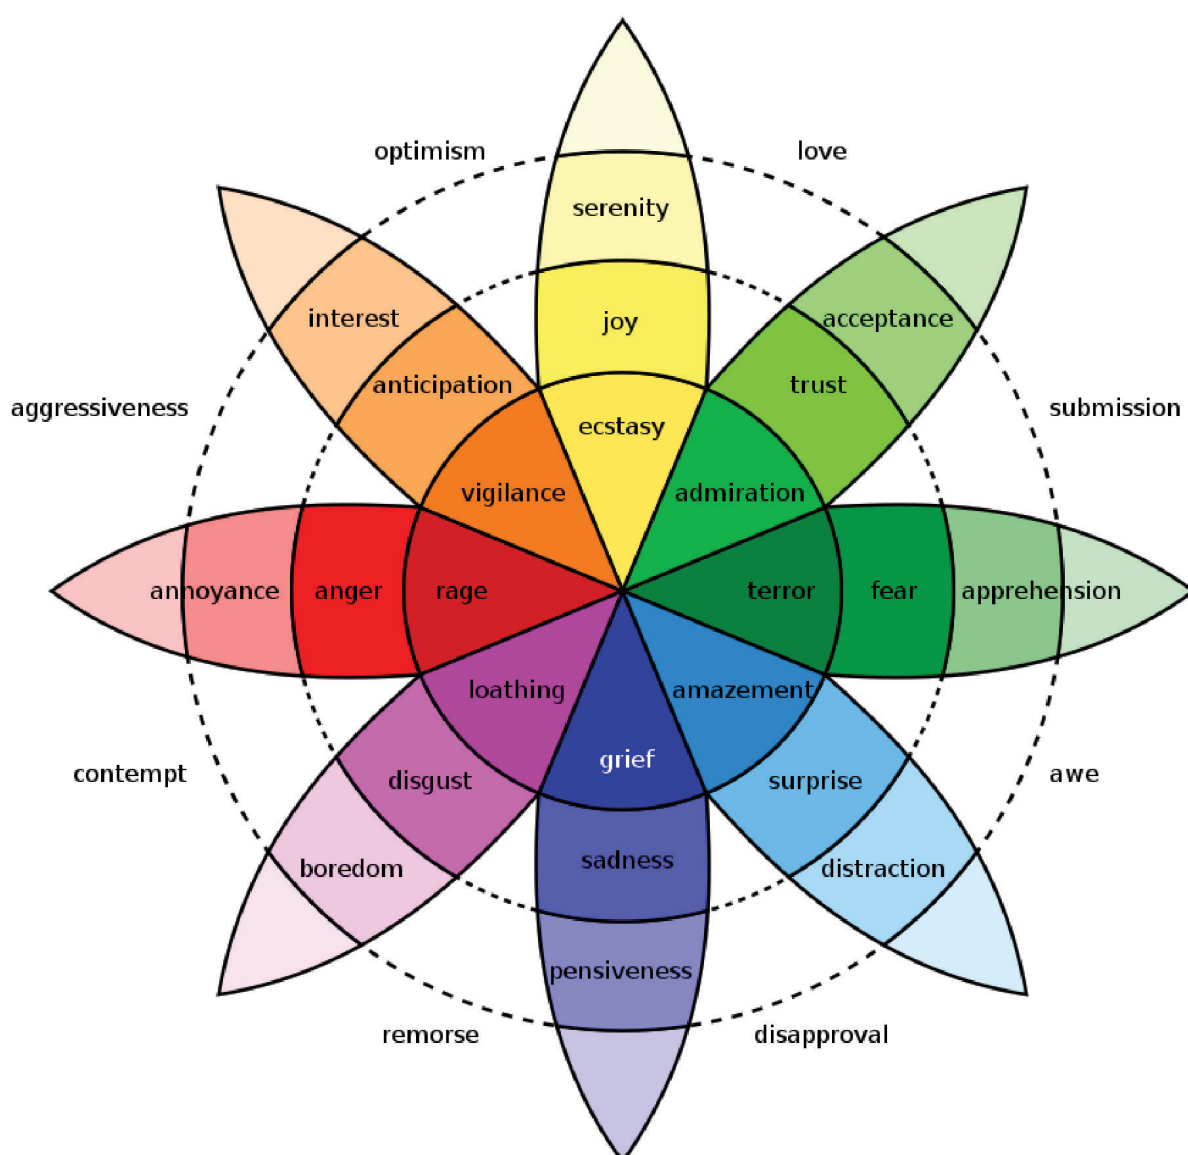 optimism
love
serenity
interest
joy
acceptance
anticipation
trust
aggressiveness
submission
ecstasy
vigilance
admiration
annoyance
anger
rage
terror
fear
apprehension
loathing
amazement
grief
contempt
awe
disgust
surprise
sadness
boredom
distraction
pensiveness
remorse
disapproval